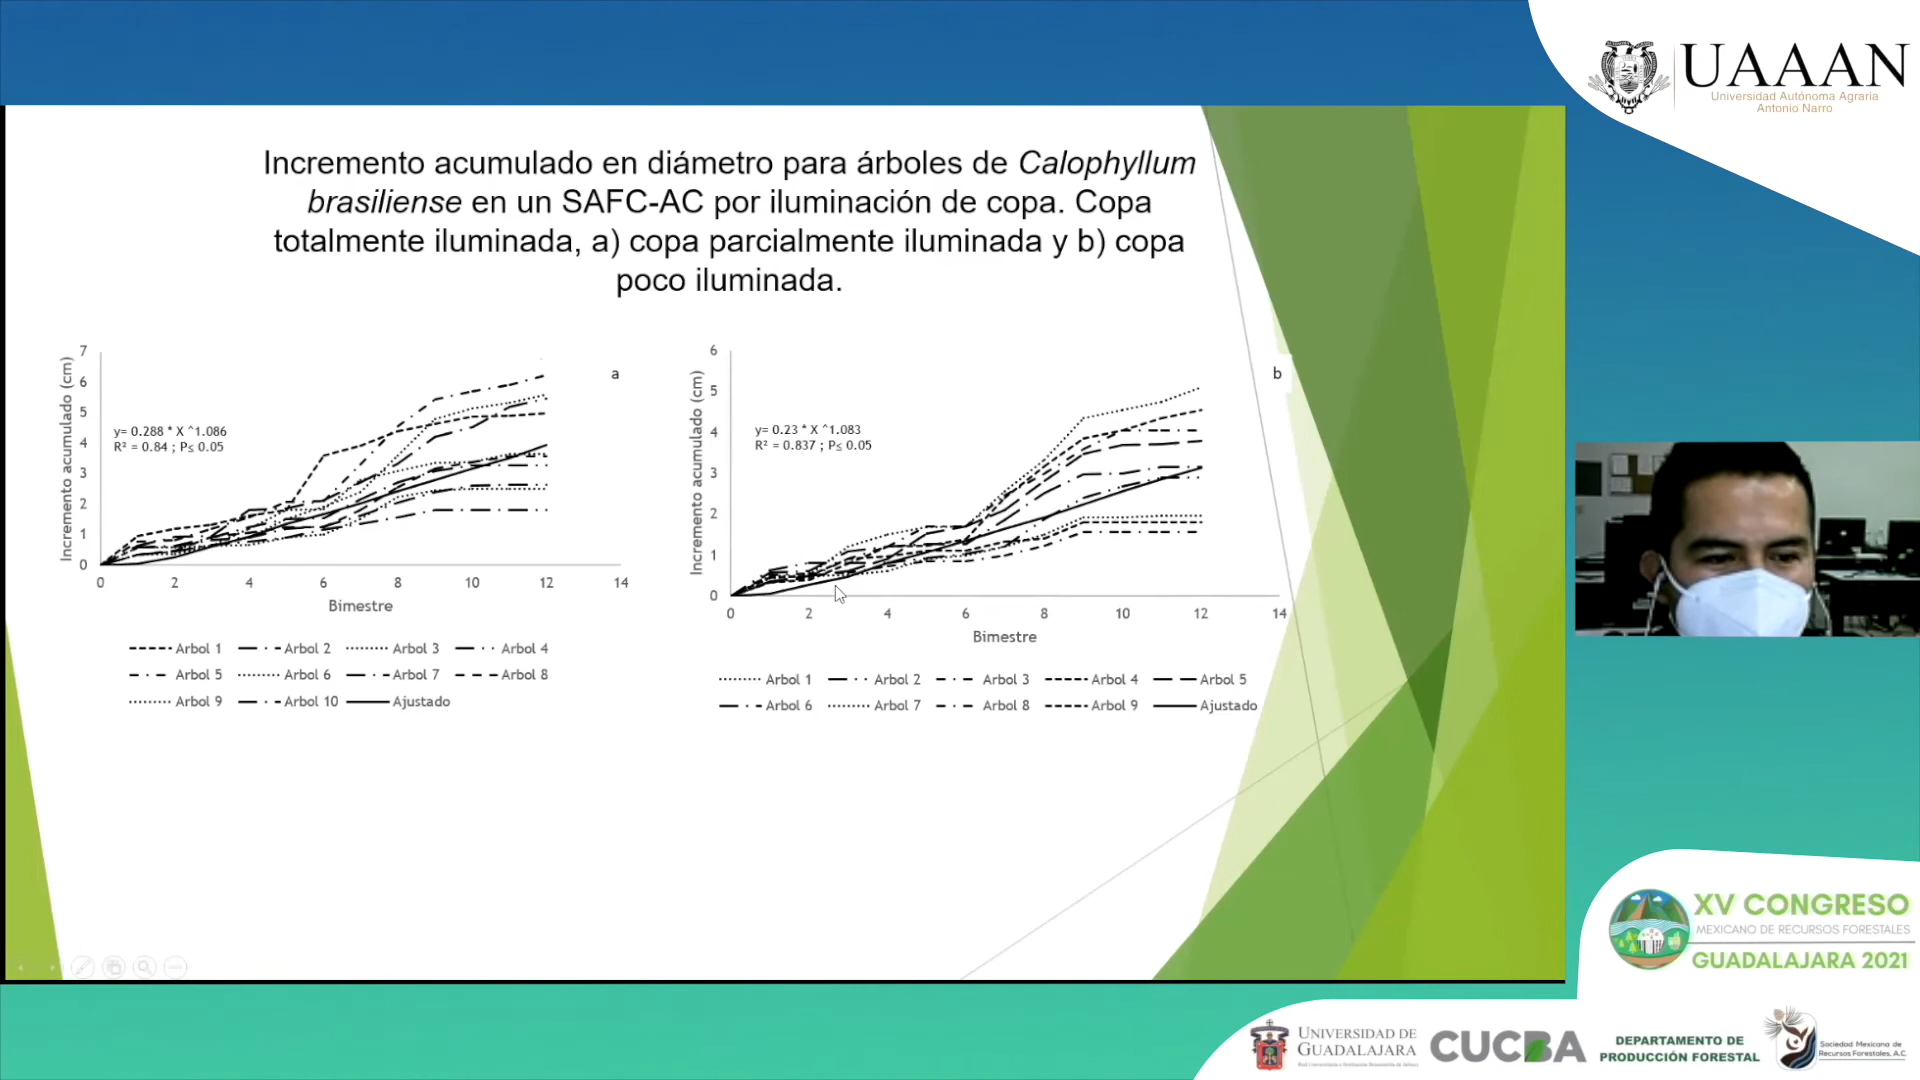 UAAAN
Universidad Autónoma Agraria
Antonio Narro
Incremento acumulado en diámetro para árboles de Calophyllum
brasiliense en un SAFC-AC por iluminación de copa. Copa
totalmente iluminada, a) copa parcialmente iluminada y b) copa
poco iluminada.
Incremento acumulado (cm)
7
6
5
4
3
2
1
0
y= 0.288 * X ^1.086
R² = 0.84 ; P≤ 0.05
a
0 2 4 6 8 10 12 14
Bimestre
Arbol 1 Arbol 2 Arbol 3 Arbol 4
Arbol 5 Arbol 6 Arbol 7 Arbol 8
Arbol 9 Arbol 10 Ajustado
Incremento acumulado (cm)
6
5
4
3
2
1
0
y= 0.23 * X ^1.083
R² = 0.837 ; P≤ 0.05
b
0 2 4 6 8 10 12 14
Bimestre
Arbol 1 Arbol 2 Arbol 3 Arbol 4 Arbol 5
Arbol 6 Arbol 7 Arbol 8 Arbol 9 Ajustado
XV CONGRESO
MEXICANO DE RECURSOS FORESTALES
GUADALAJARA 2021
UNIVERSIDAD DE
GUADALAJARA
CUCBA
DEPARTAMENTO DE
PRODUCCIÓN FORESTAL
Sociedad Mexicana de
Recursos Forestales, A.C.